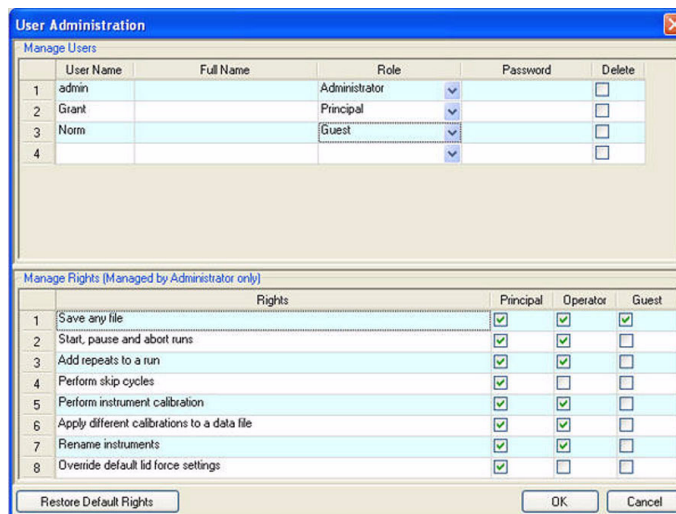 User Administration
Manage Users
User Name Full Name Role Password Delete
1 admin Administrator
2 Grant Principal
3 Norm Guest
4
Manage Rights (Managed by Administrator only)
Rights Principal Operator Guest
1 Save any file
2 Start, pause and abort runs
3 Add repeats to a run
4 Perform skip cycles
5 Perform instrument calibration
6 Apply different calibrations to a data file
7 Rename instruments
8 Override default lid force settings
Restore Default Rights OK Cancel